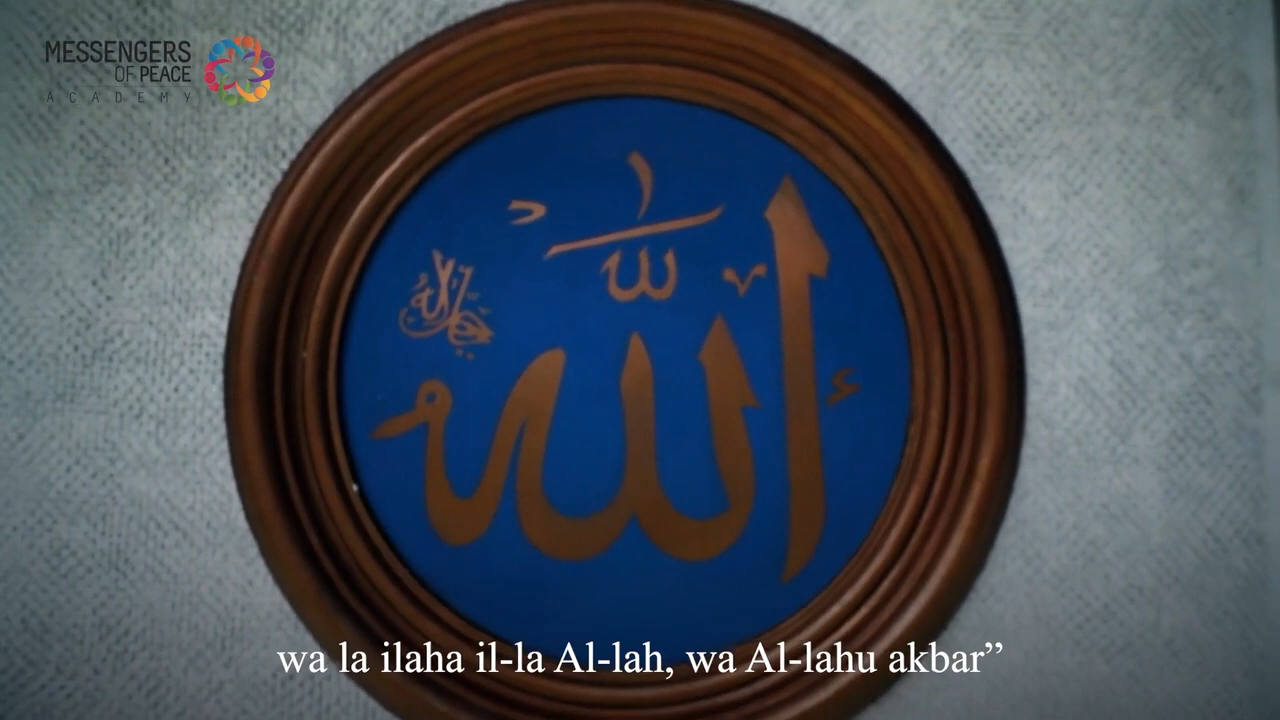 MESSENGERS
OF PEACE
ACADEMY
الله
جل جلاله
wa la ilaha il-la Al-lah, wa Al-lahu akbar”